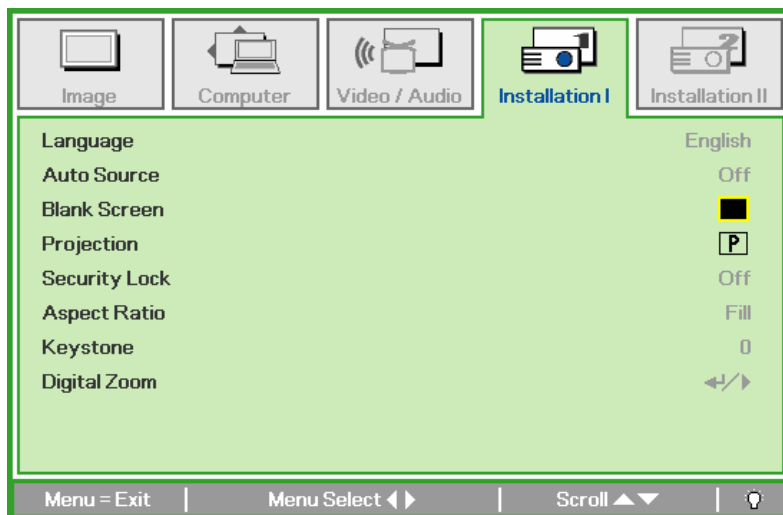 Image
Computer
Video / Audio
Installation I
Installation II
Language English
Auto Source Off
Blank Screen
Projection P
Security Lock Off
Aspect Ratio Fill
Keystone 0
Digital Zoom
Menu = Exit | Menu Select | Scroll |